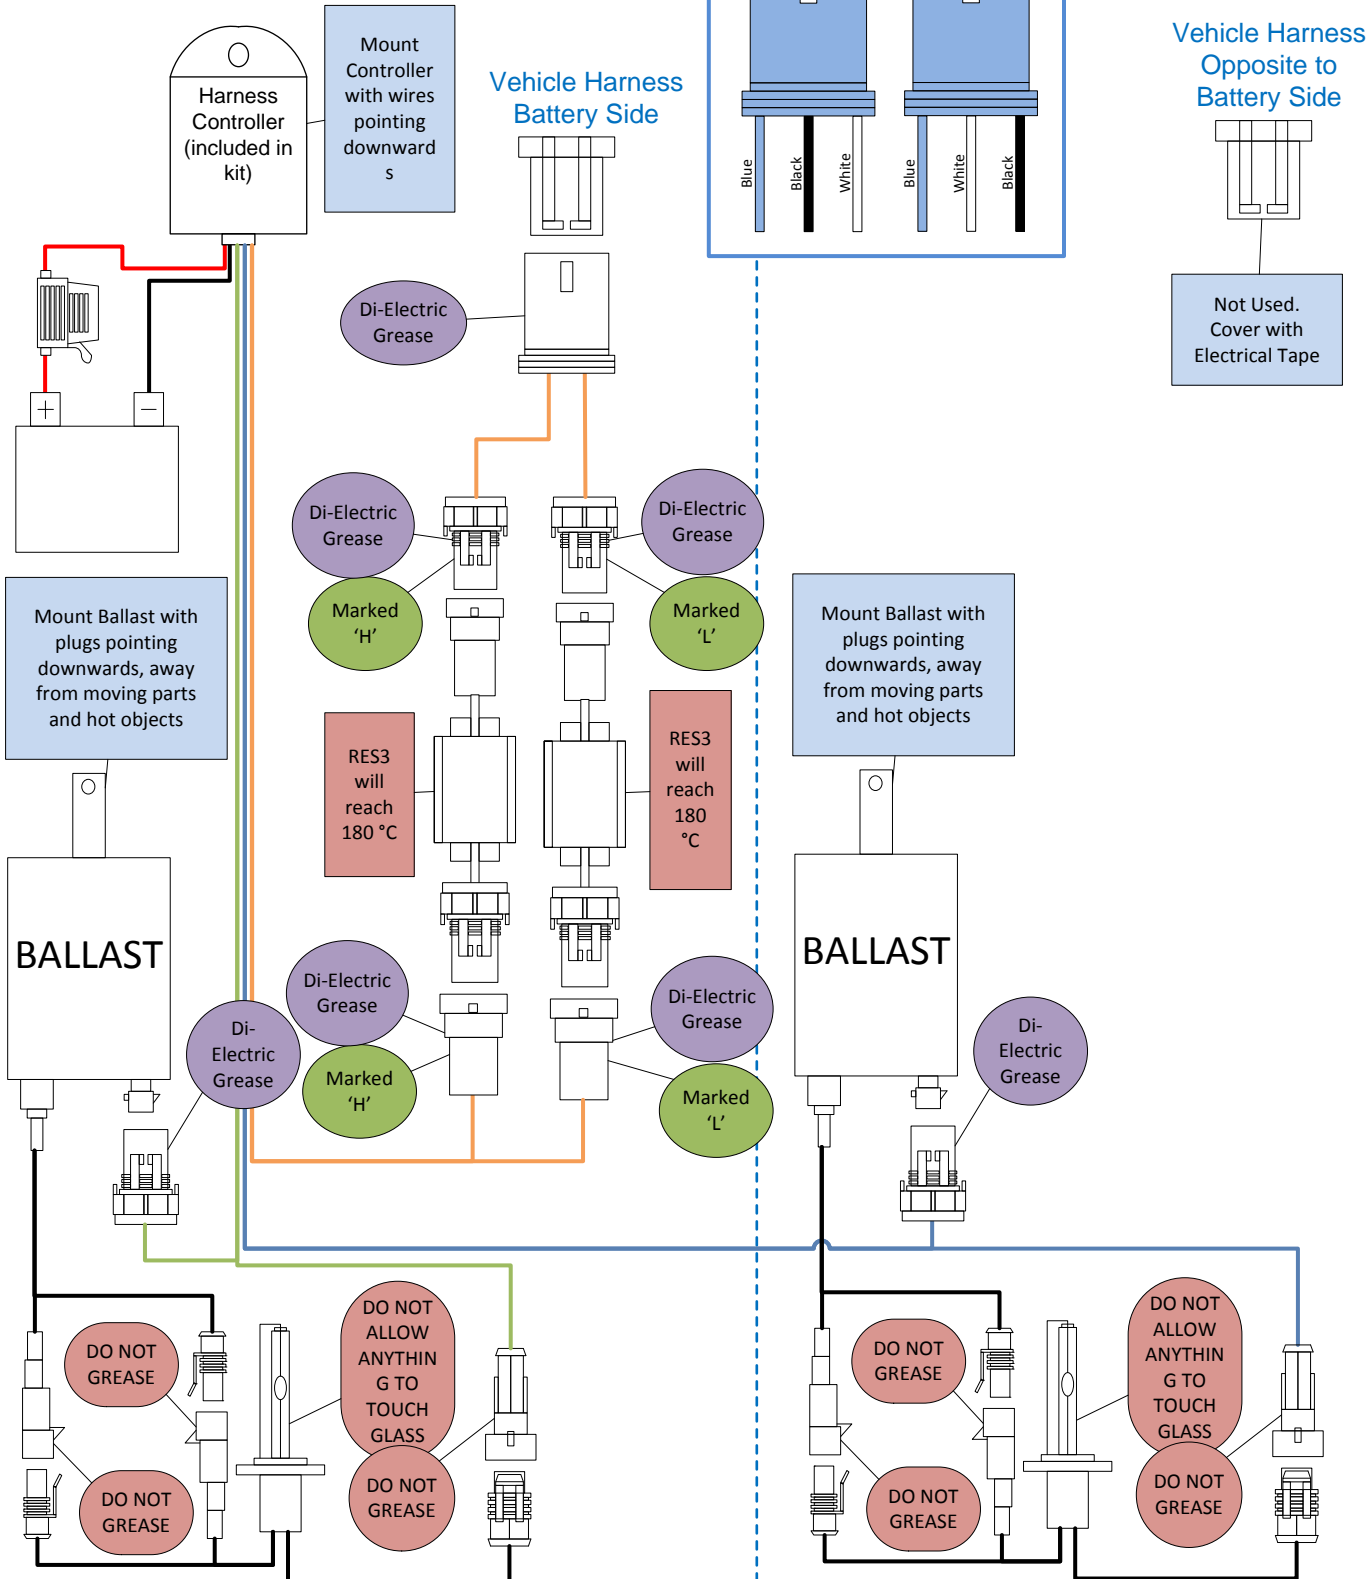 Harness
Controller
(included in
kit)
Mount
Controller
with wires
pointing
downward
s
Vehicle Harness
Battery Side
Blue
Black
White
Blue
White
Black
Vehicle Harness
Opposite to
Battery Side
Not Used.
Cover with
Electrical Tape
+
−
Di-Electric
Grease
Di-Electric
Grease
Marked
‘H’
Di-Electric
Grease
Marked
‘L’
Mount Ballast with
plugs pointing
downwards, away
from moving parts
and hot objects
RES3
will
reach
180 °C
RES3
will
reach
180
°C
Mount Ballast with
plugs pointing
downwards, away
from moving parts
and hot objects
BALLAST
BALLAST
Di-
Electric
Grease
Di-Electric
Grease
Marked
‘H’
Di-Electric
Grease
Marked
‘L’
Di-
Electric
Grease
DO NOT
GREASE
DO NOT
GREASE
DO NOT
ALLOW
ANYTHIN
G TO
TOUCH
GLASS
DO NOT
GREASE
DO NOT
GREASE
DO NOT
GREASE
DO NOT
ALLOW
ANYTHIN
G TO
TOUCH
GLASS
DO NOT
GREASE